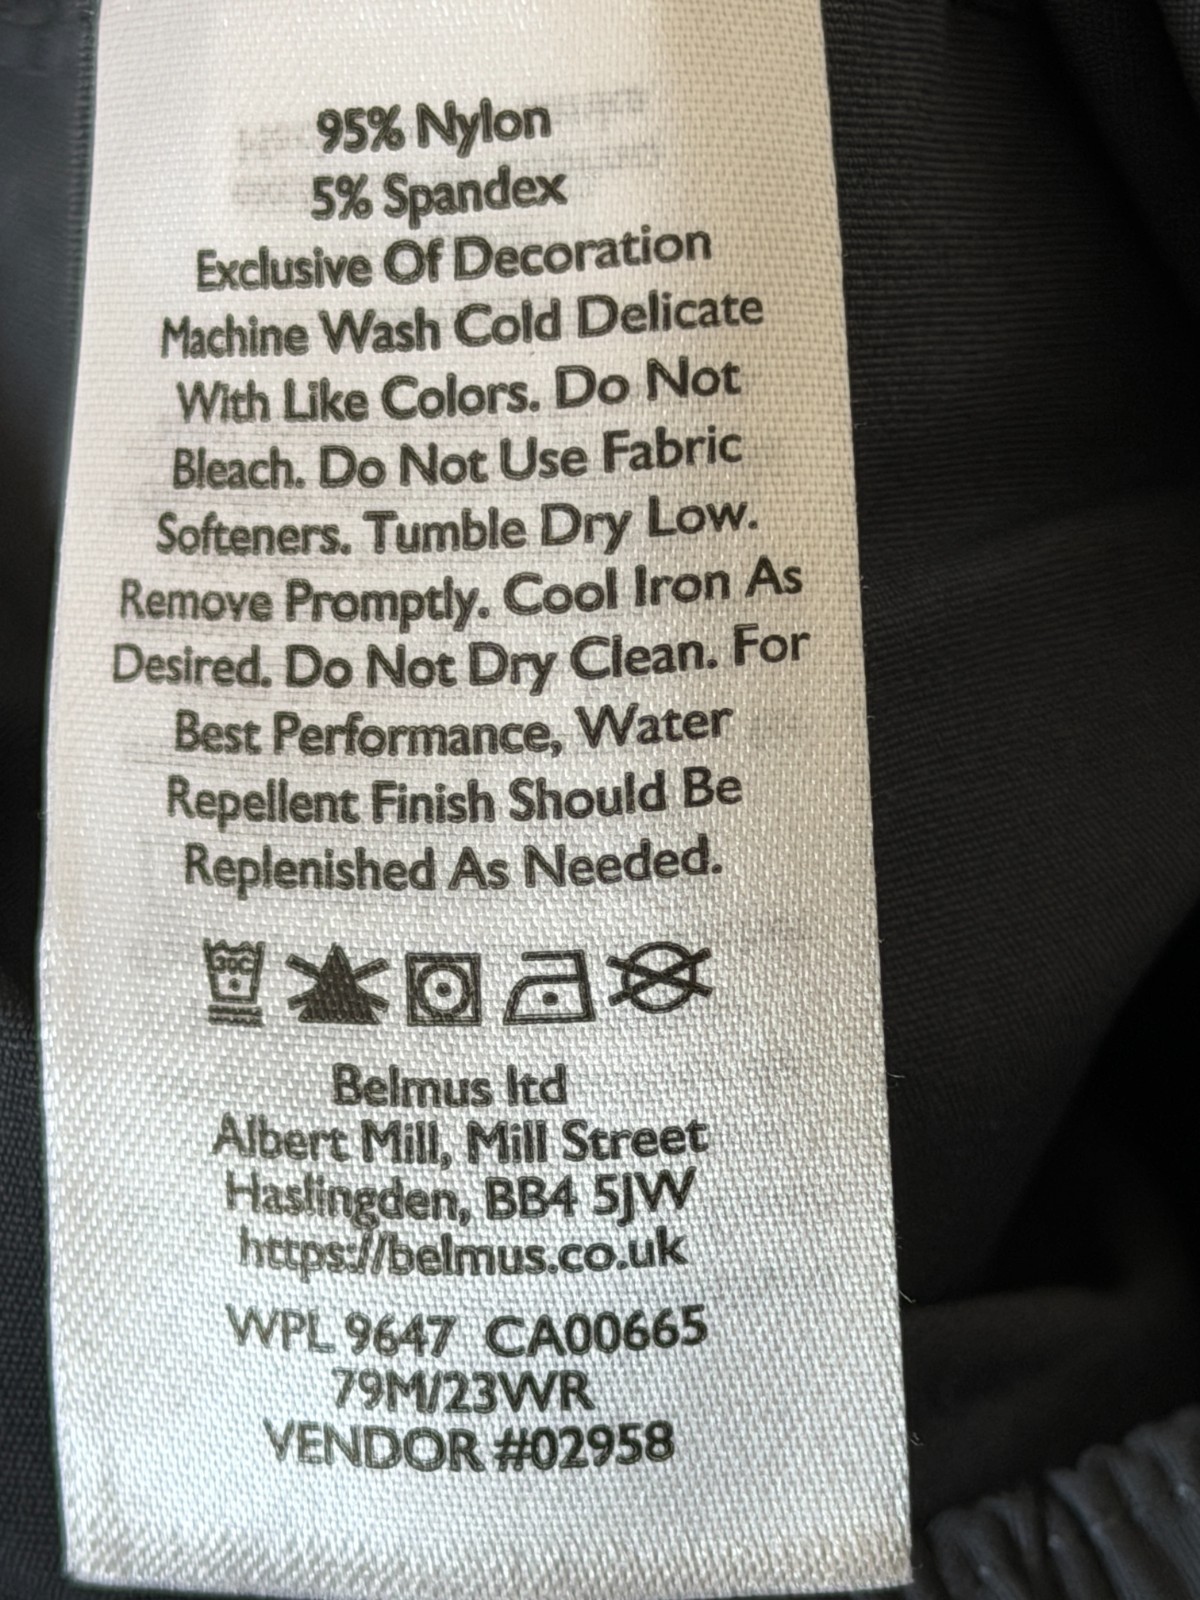 95% Nylon
5% Spandex
Exclusive Of Decoration
Machine Wash Cold Delicate
With Like Colors. Do Not
Bleach. Do Not Use Fabric
Softeners. Tumble Dry Low.
Remove Promptly. Cool Iron As
Desired. Do Not Dry Clean. For
Best Performance, Water
Repellent Finish Should Be
Replenished As Needed.
30C
Belmus ltd
Albert Mill, Mill Street
Haslingden, BB4 5JW
https://belmus.co.uk
WPL 9647 CA00665
79M/23WR
VENDOR #02958